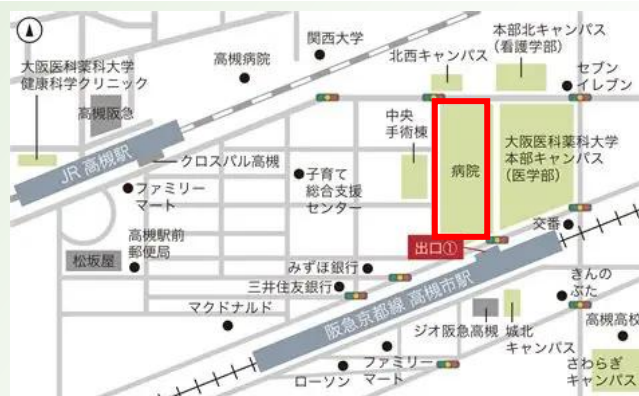 関西大学
本部北キャンパス
(看護学部)
大阪医科薬科大学
健康科学クリニック
高槻病院
北西キャンパス
セブン
イレブン
高槻阪急
中央
手術棟
JR 高槻駅
クロスパル高槻
大阪医科薬科大学
本部キャンパス
(医学部)
病院
子育て
総合支援
センター
ファミリー
マート
交番
高槻駅前
郵便局
出口①
松坂屋
みずほ銀行
三井住友銀行
きんの
ぶた
阪急京都線 高槻市駅
マクドナルド
ジオ阪急高槻
城北
キャンパス
高槻高校
ファミリー
マート
ローソン
さわらぎ
キャンパス